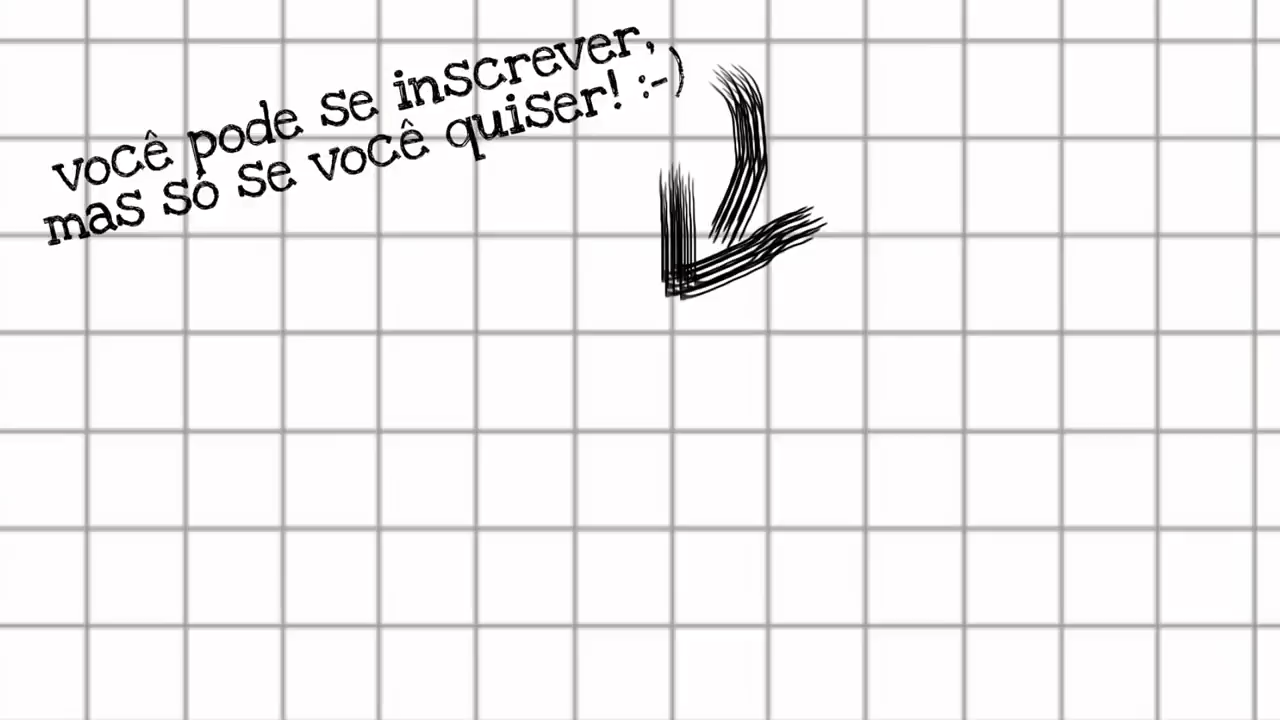 você pode se inscrever,
mas só se você quiser! :-)